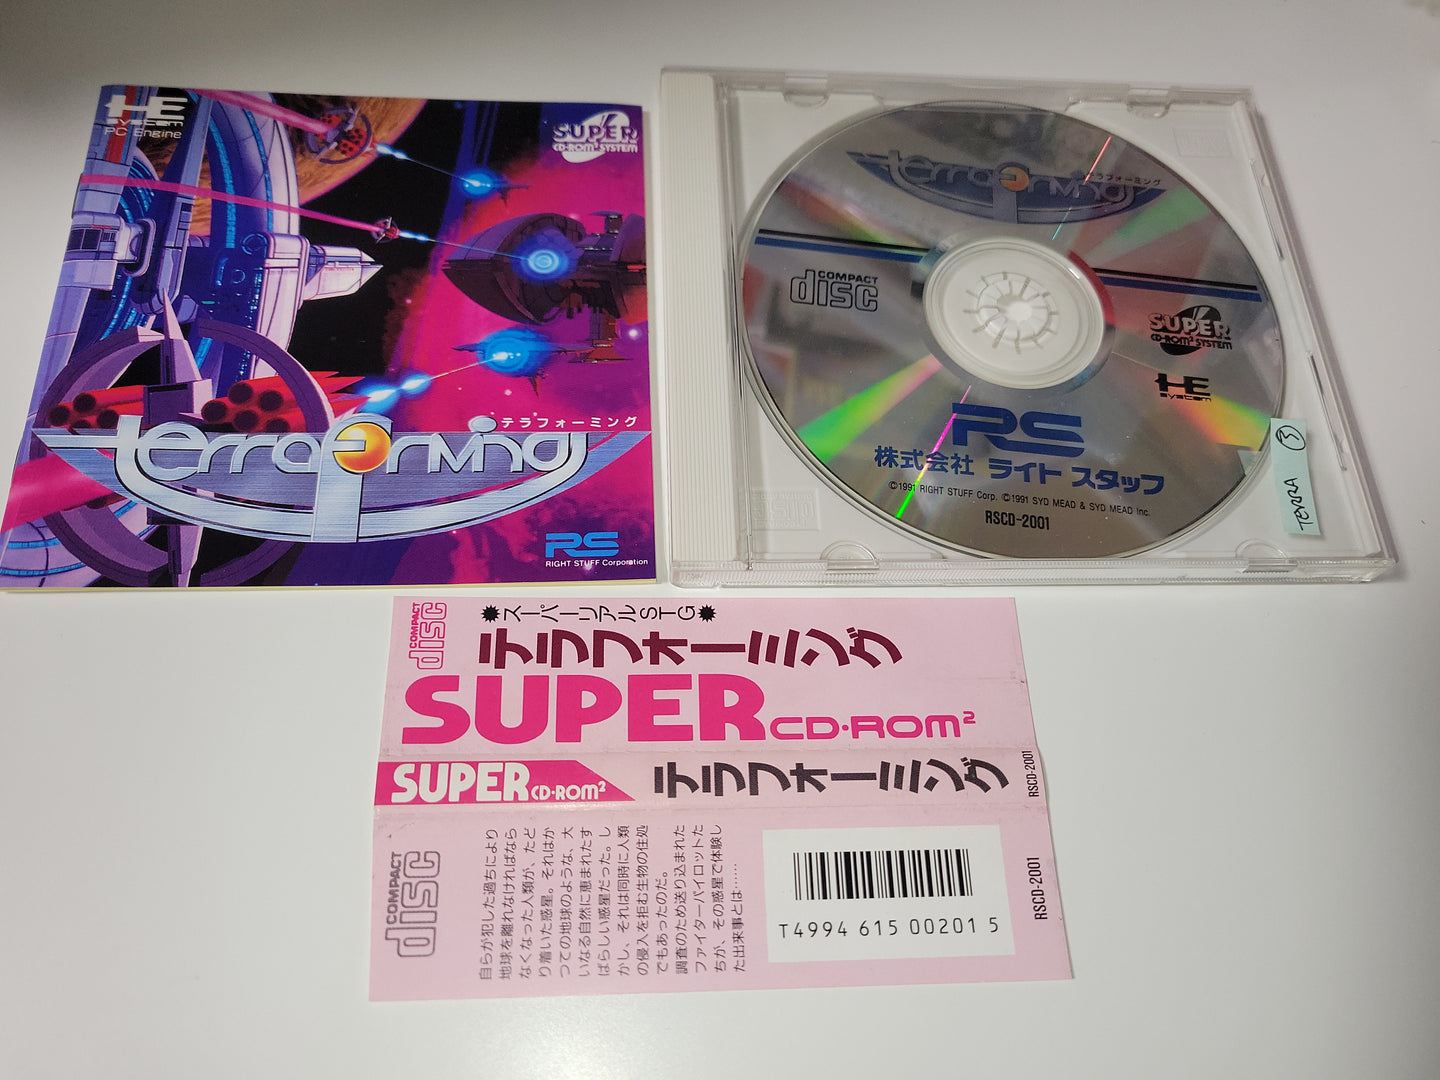 HE
System
PC Engine
SUPER
CD-ROM² SYSTEM
テラフォーミング
terraforming
RS
RIGHT STUFF Corporation
terraforming
テラフォーミング
COMPACT
disc
SUPER
CD-ROM² SYSTEM
HE
System
RS
株式会社 ライト スタッフ
©1991 RIGHT STUFF Corp. ©1991 SYD MEAD & SYD MEAD Inc.
RSCD-2001
TERRA ③
COMPACT
disc
✹スーパーリアルSTG✹
テラフォーミング
SUPER CD·ROM²
SUPER CD·ROM²
テラフォーミング
RSCD-2001
COMPACT
disc
自らが犯した過ちにより
地球を離れなければなら
なくなった人類が、たど
り着いた惑星。それはか
つての地球のような、大
いなる自然に恵まれたす
ばらしい惑星だった。し
かし、それは同時に人類
の侵入を拒む生物の住処
でもあったのだ。
調査のため送り込まれた
ファイターパイロットた
ちが、その惑星で体験し
た出来事とは……
T4994 615 00201 5
RSCD-2001